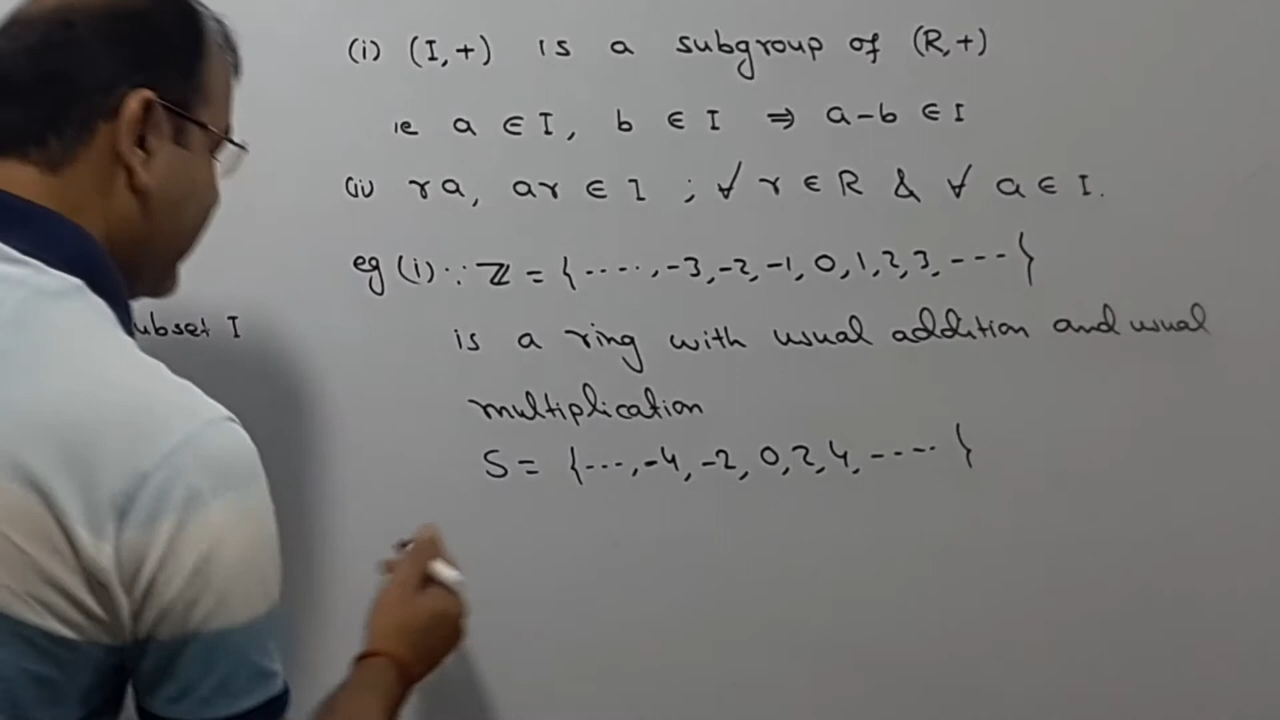 (i) (I,+) is a subgroup of (R,+)
ie a ∈ I, b ∈ I ⇒ a-b ∈ I
(ii) ra, ar ∈ I ; ∀ r ∈ R & ∀ a ∈ I.
eg (i) ∵ ℤ = {·····,-3,-2,-1,0,1,2,3,----}
ubset I
is a ring with usual addition and usual
multiplication
S = {---,-4,-2,0,2,4,-----}